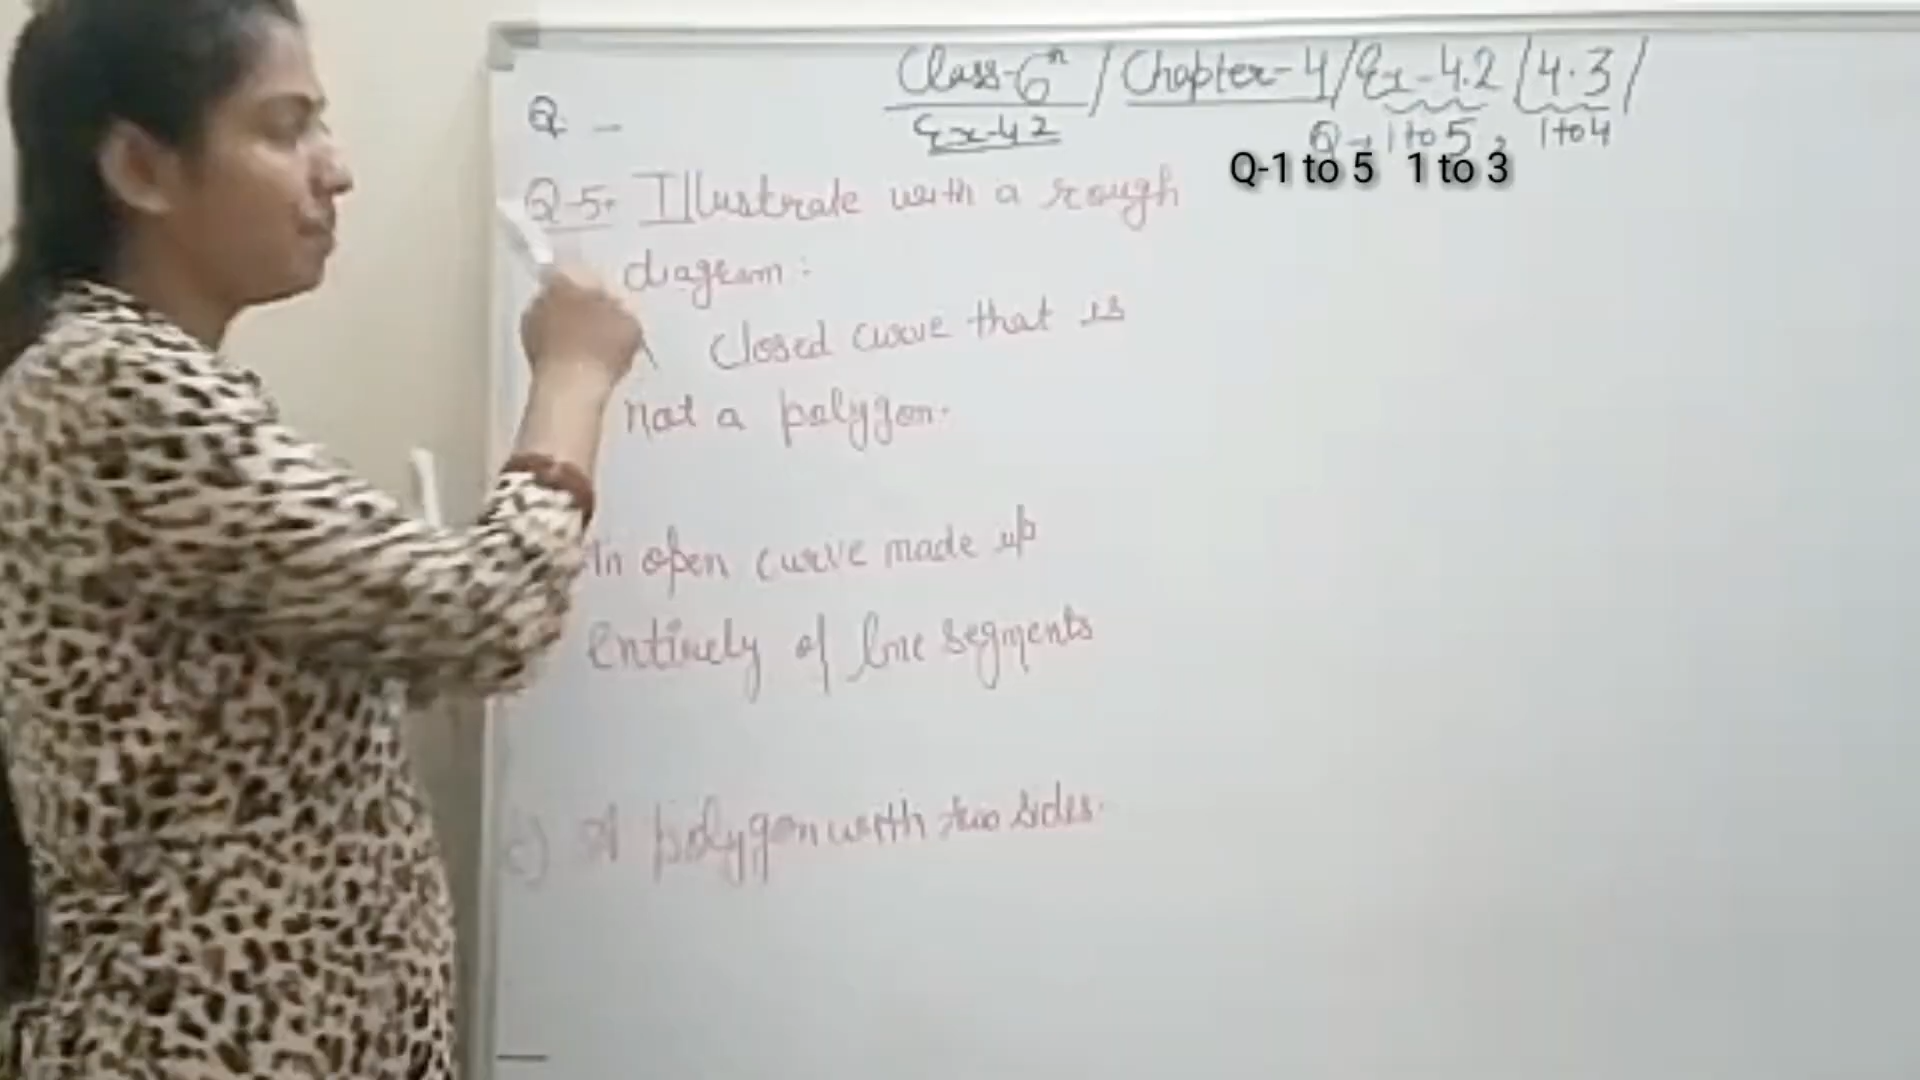 Class-6th / Chapter-4 / Ex-4.2 / 4.3 /
Ex-4.2
Q-1 to 5, 1 to 4
Q-1 to 5 1 to 3
Q. –
Q-5. Illustrate with a rough
diagram:
A closed curve that is
not a polygon.
open curve made up
entirely of line segments
c) A polygon with two sides.